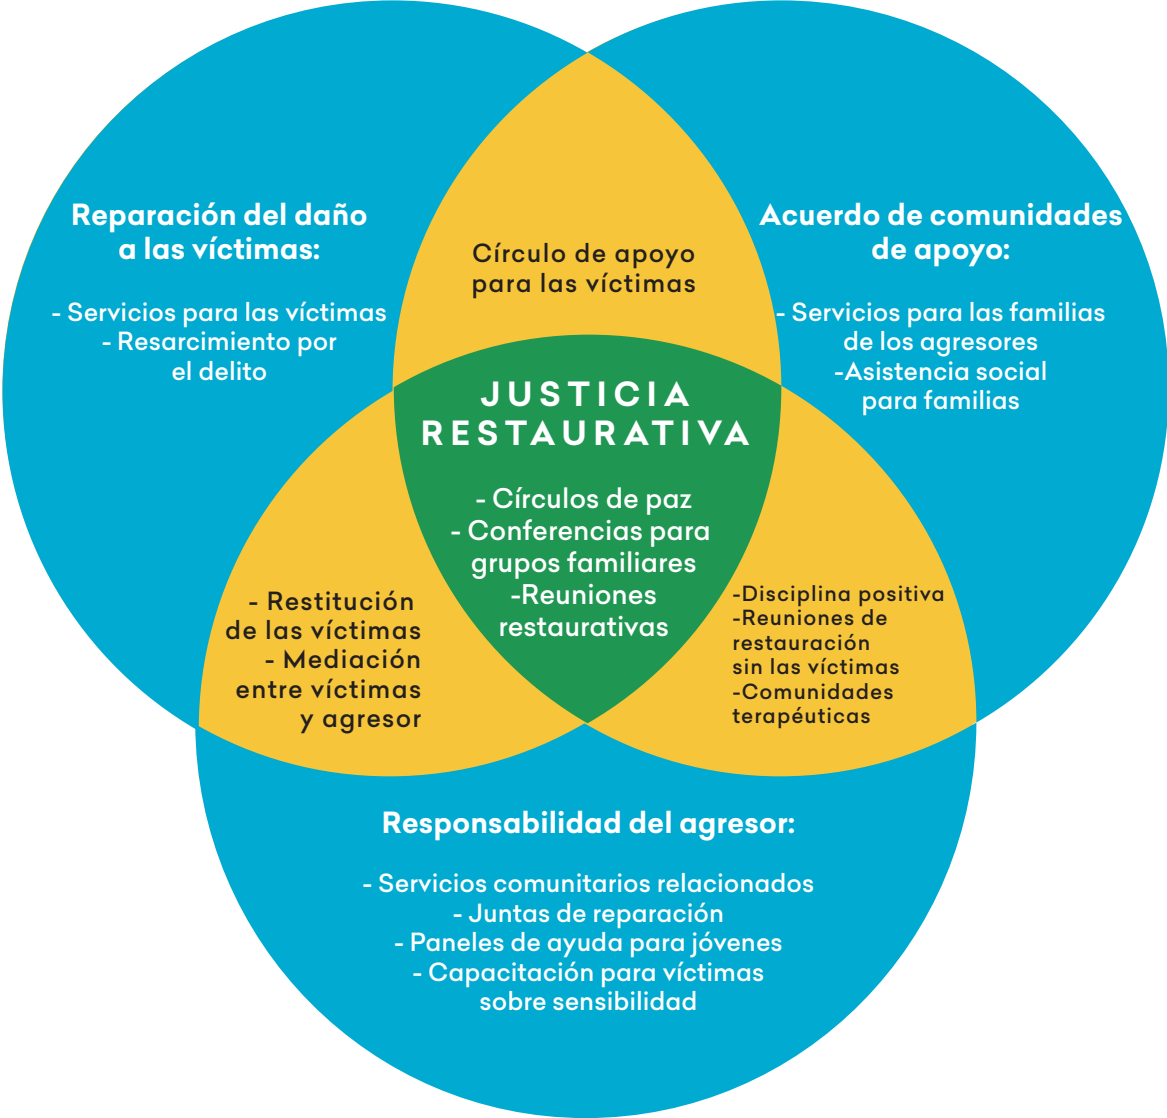 Reparación del daño
a las víctimas:
- Servicios para las víctimas
- Resarcimiento por
el delito
Círculo de apoyo
para las víctimas
Acuerdo de comunidades
de apoyo:
- Servicios para las familias
de los agresores
-Asistencia social
para familias
JUSTICIA
RESTAURATIVA
- Círculos de paz
- Conferencias para
grupos familiares
-Reuniones
restaurativas
- Restitución
de las víctimas
- Mediación
entre víctimas
y agresor
-Disciplina positiva
-Reuniones de
restauración
sin las víctimas
-Comunidades
terapéuticas
Responsabilidad del agresor:
- Servicios comunitarios relacionados
- Juntas de reparación
- Paneles de ayuda para jóvenes
- Capacitación para víctimas
sobre sensibilidad